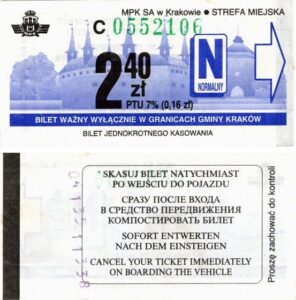 MPK SA w Krakowie • STREFA MIEJSKA
C 0552106
2 40 zł
N
NORMALNY
PTU 7% (0,16 zł)
BILET WAŻNY WYŁĄCZNIE W GRANICACH GMINY KRAKÓW
BILET JEDNOKROTNEGO KASOWANIA
SKASUJ BILET NATYCHMIAST
PO WEJŚCIU DO POJAZDU
СРАЗУ ПОСЛЕ ВХОДА
В СРЕДСТВО ПЕРЕДВИЖЕНИЯ
КОМПОСТИРОВАТЬ БИЛЕТ
SOFORT ENTWERTEN
NACH DEM EINSTEIGEN
CANCEL YOUR TICKET IMMEDIATELY
ON BOARDING THE VEHICLE
Proszę zachować do kontroli